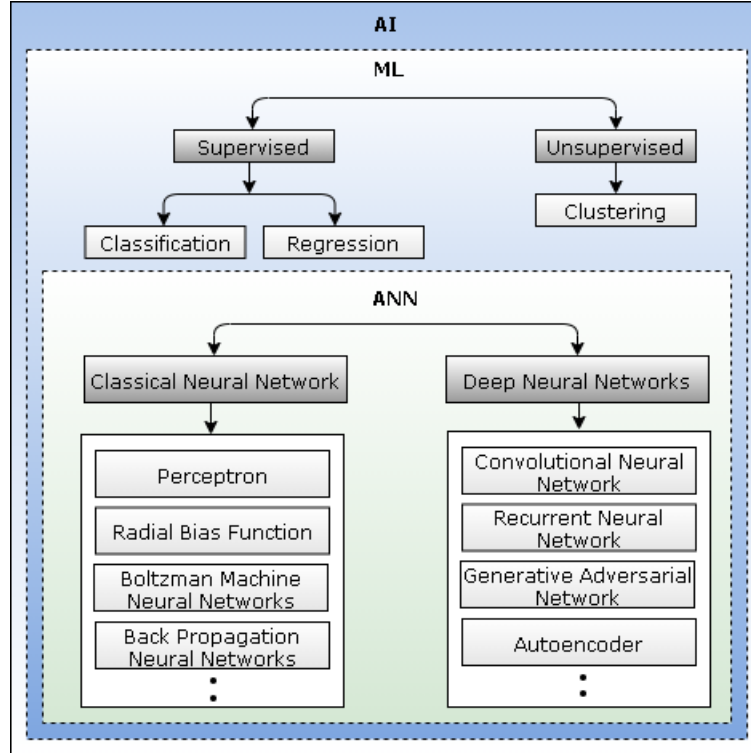 AI
ML
Supervised
Unsupervised
Classification
Regression
Clustering
ANN
Classical Neural Network
Deep Neural Networks
Perceptron
Radial Bias Function
Boltzman Machine
Neural Networks
Back Propagation
Neural Networks
Convolutional Neural
Network
Recurrent Neural
Network
Generative Adversarial
Network
Autoencoder